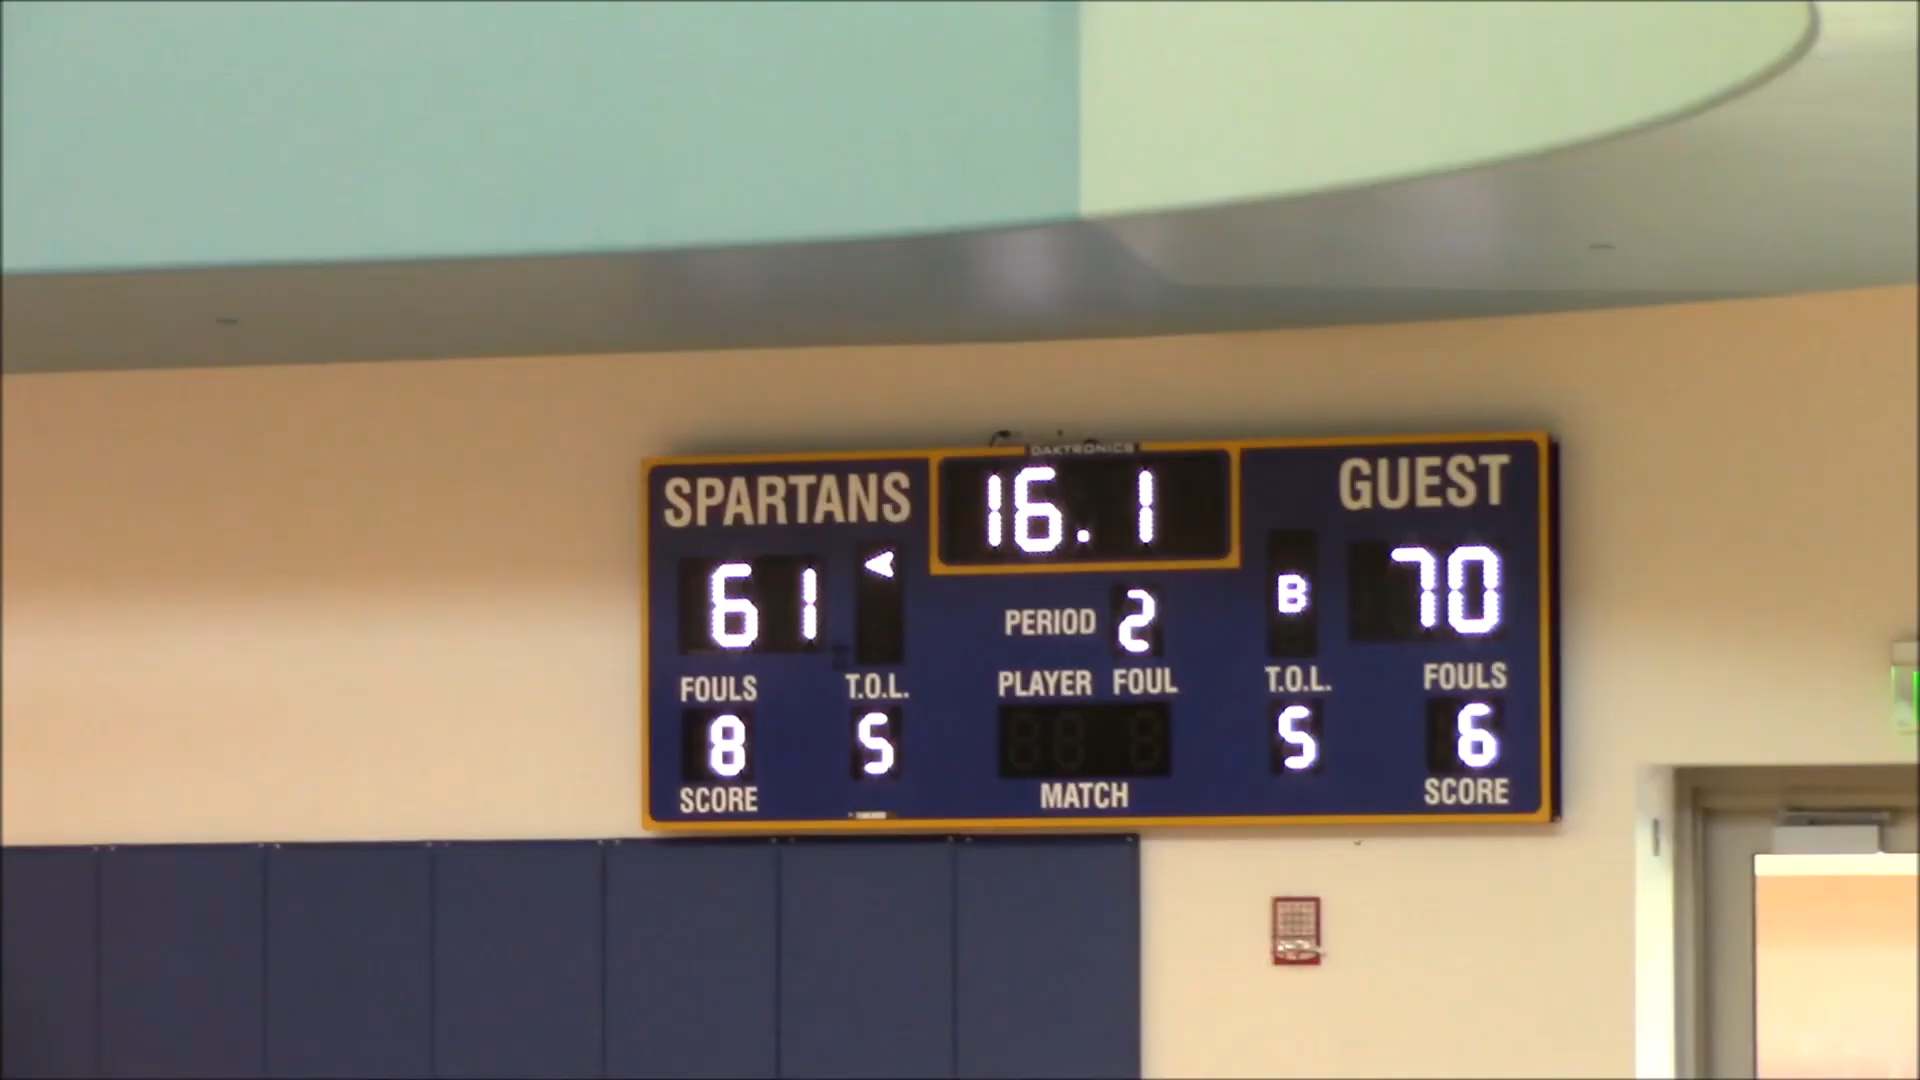 DAKTRONICS
SPARTANS 16.1 GUEST
61 70
PERIOD 2 B
FOULS T.O.L. PLAYER FOUL T.O.L. FOULS
8 5 5 6
SCORE MATCH SCORE